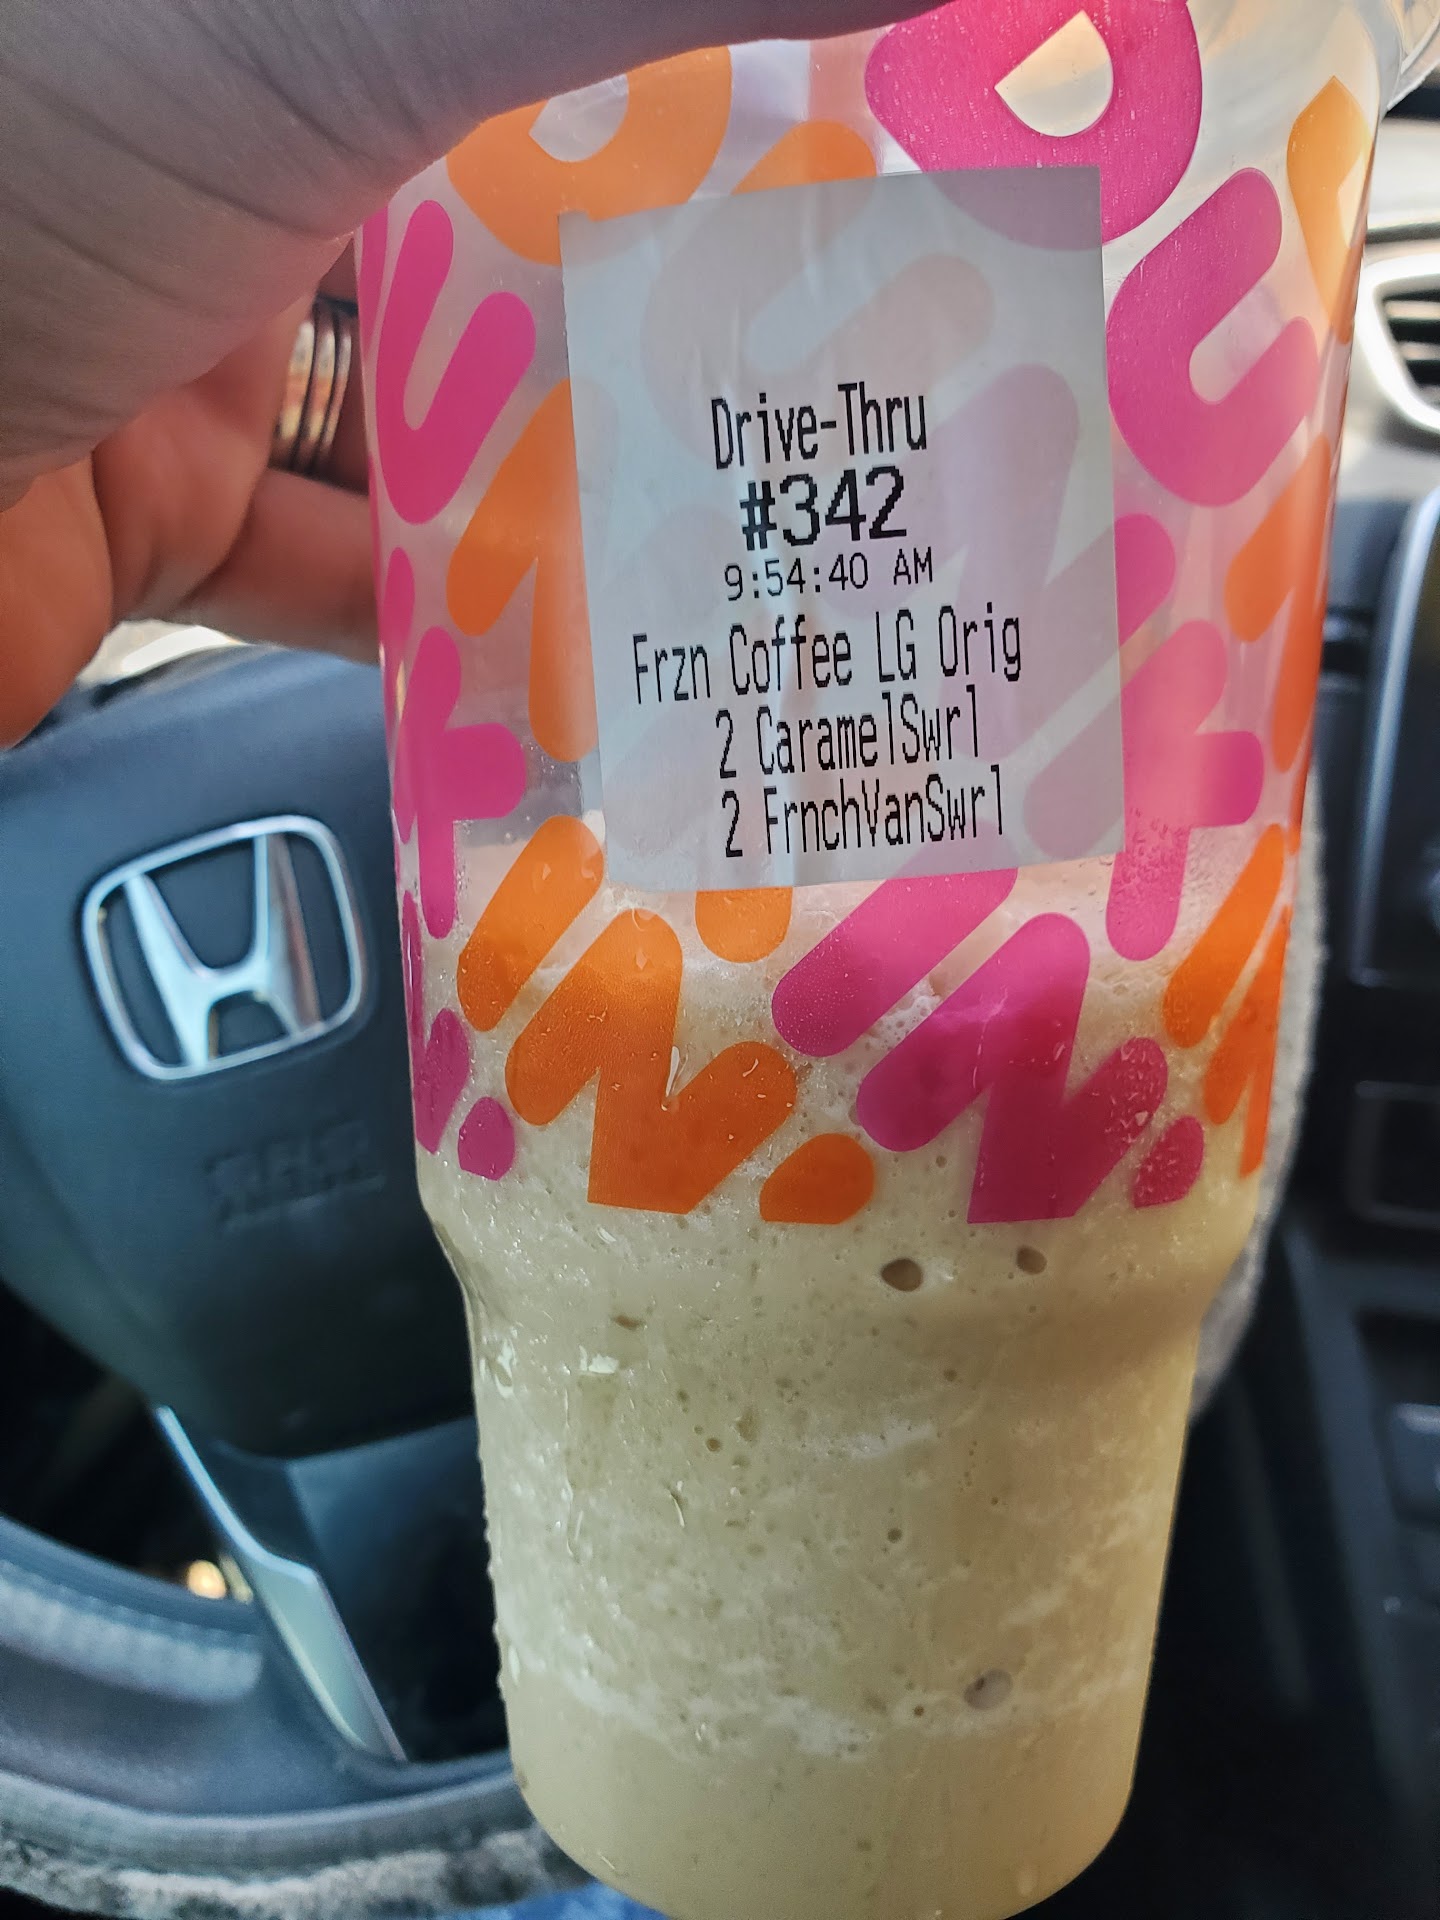 Drive-Thru
#342
9:54:40 AM
Frzn Coffee LG Orig
2 CaramelSwrl
2 FrnchVanSwrl